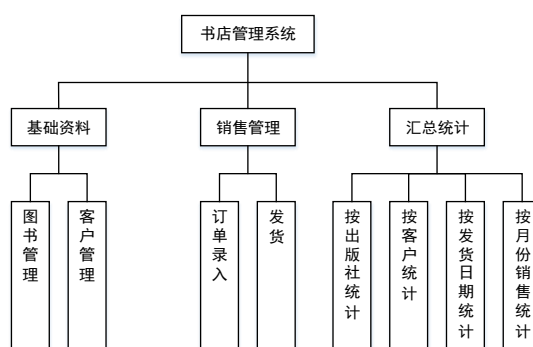 书店管理系统
基础资料
销售管理
汇总统计
图书管理
客户管理
订单录入
发货
按出版社统计
按客户统计
按发货日期统计
按月份销售统计